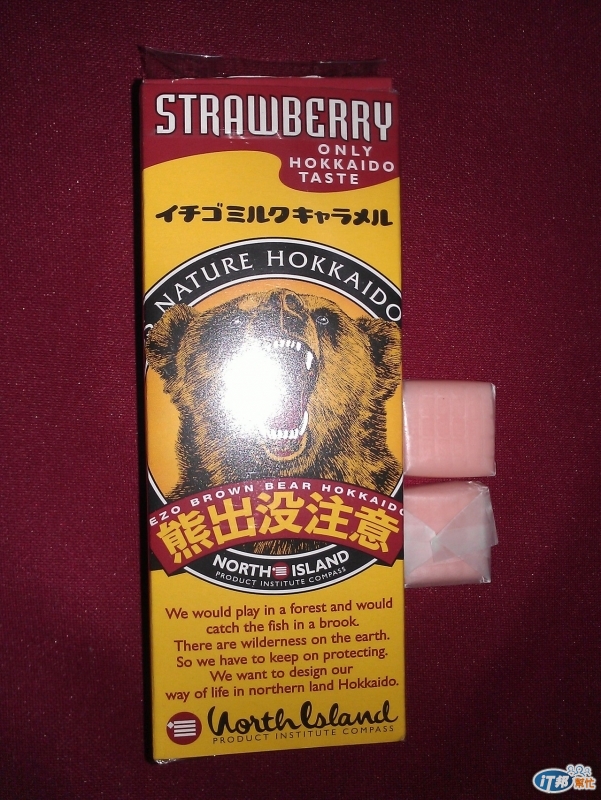 STRAWBERRY
ONLY
HOKKAIDO
TASTE
イチゴミルクキャラメル
NATURE HOKKAIDO
EZO BROWN BEAR HOKKAIDO
熊出没注意
NORTH ISLAND
PRODUCT INSTITUTE COMPASS
We would play in a forest and would
catch the fish in a brook.
There are wilderness on the earth.
So we have to keep on protecting.
We want to design our
way of life in northern land Hokkaido.
North Island
PRODUCT INSTITUTE COMPASS
iT邦幫忙